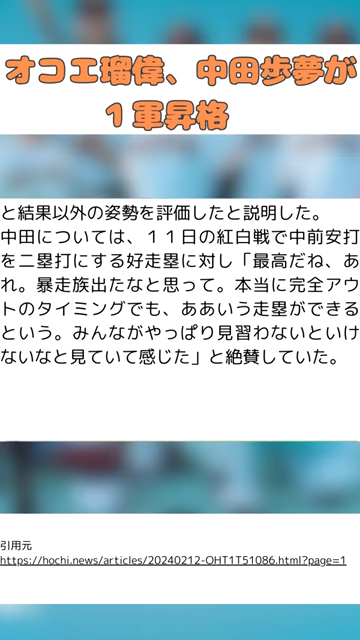 オコエ瑠偉、中田歩夢が
１軍昇格
と結果以外の姿勢を評価したと説明した。
中田については、１１日の紅白戦で中前安打
を二塁打にする好走塁に対し「最高だね、あ
れ。暴走族出たなと思って。本当に完全アウ
トのタイミングでも、ああいう走塁ができる
という。みんながやっぱり見習わないといけ
ないなと見ていて感じた」と絶賛していた。
引用元
https://hochi.news/articles/20240212-OHT1T51086.html?page=1